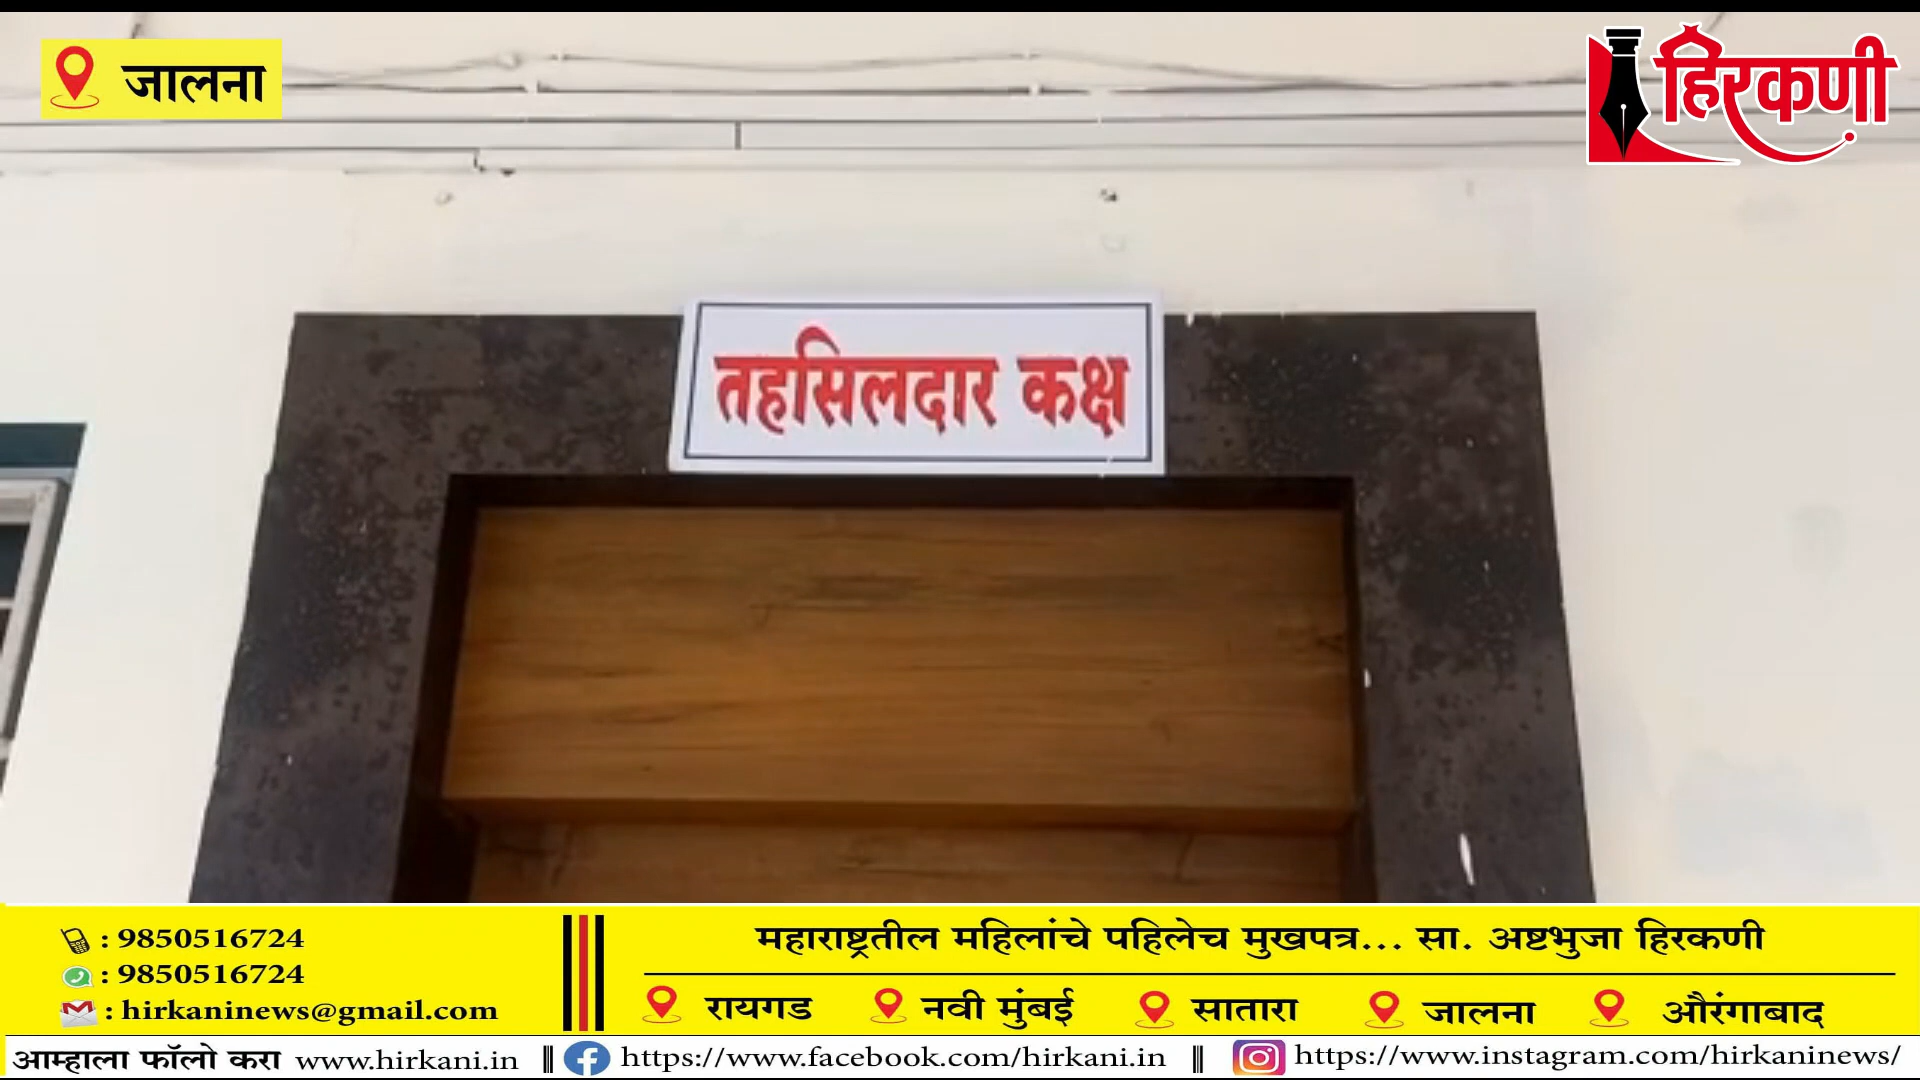 जालना
हिरकणी
तहसिलदार कक्ष
: 9850516724
: 9850516724
: hirkaninews@gmail.com
महाराष्ट्रतील महिलांचे पहिलेच मुखपत्र... सा. अष्टभुजा हिरकणी
रायगड नवी मुंबई सातारा जालना औरंगाबाद
आम्हाला फॉलो करा www.hirkani.in || https://www.facebook.com/hirkani.in || https://www.instagram.com/hirkaninews/